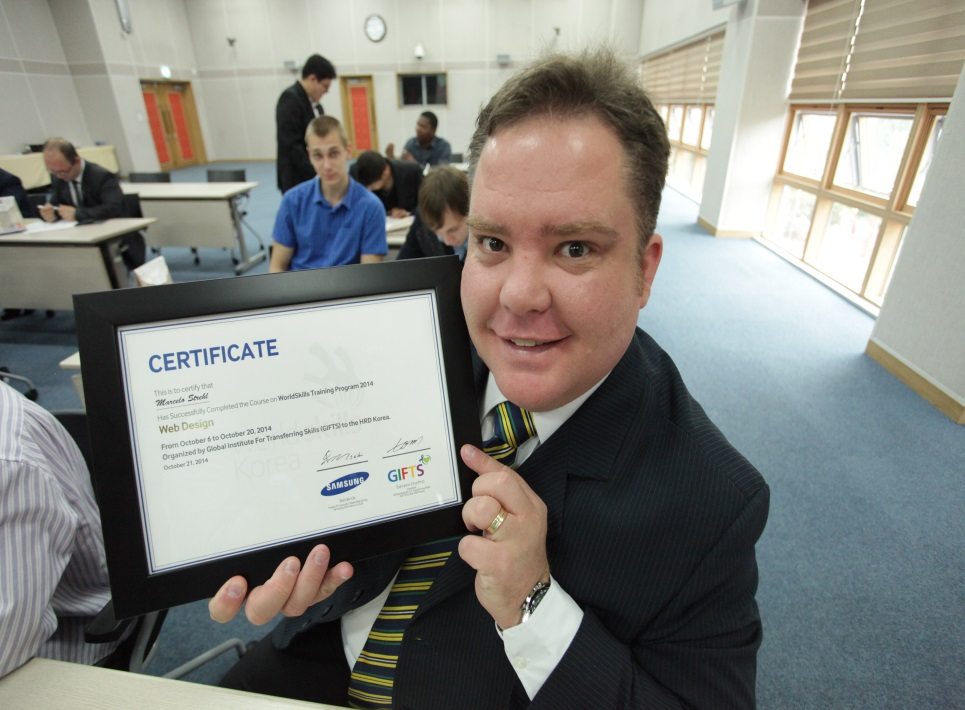 CERTIFICATE
This is to certify that
Marcelo Strehl
Has Successfully Completed the Course on WorldSkills Training Program 2014
Web Design
From October 6 to October 20, 2014
Organized by Global Institute For Transferring Skills (GIFTS) to the HRD Korea
October 21, 2014
Korea
SAMSUNG
GIFTS